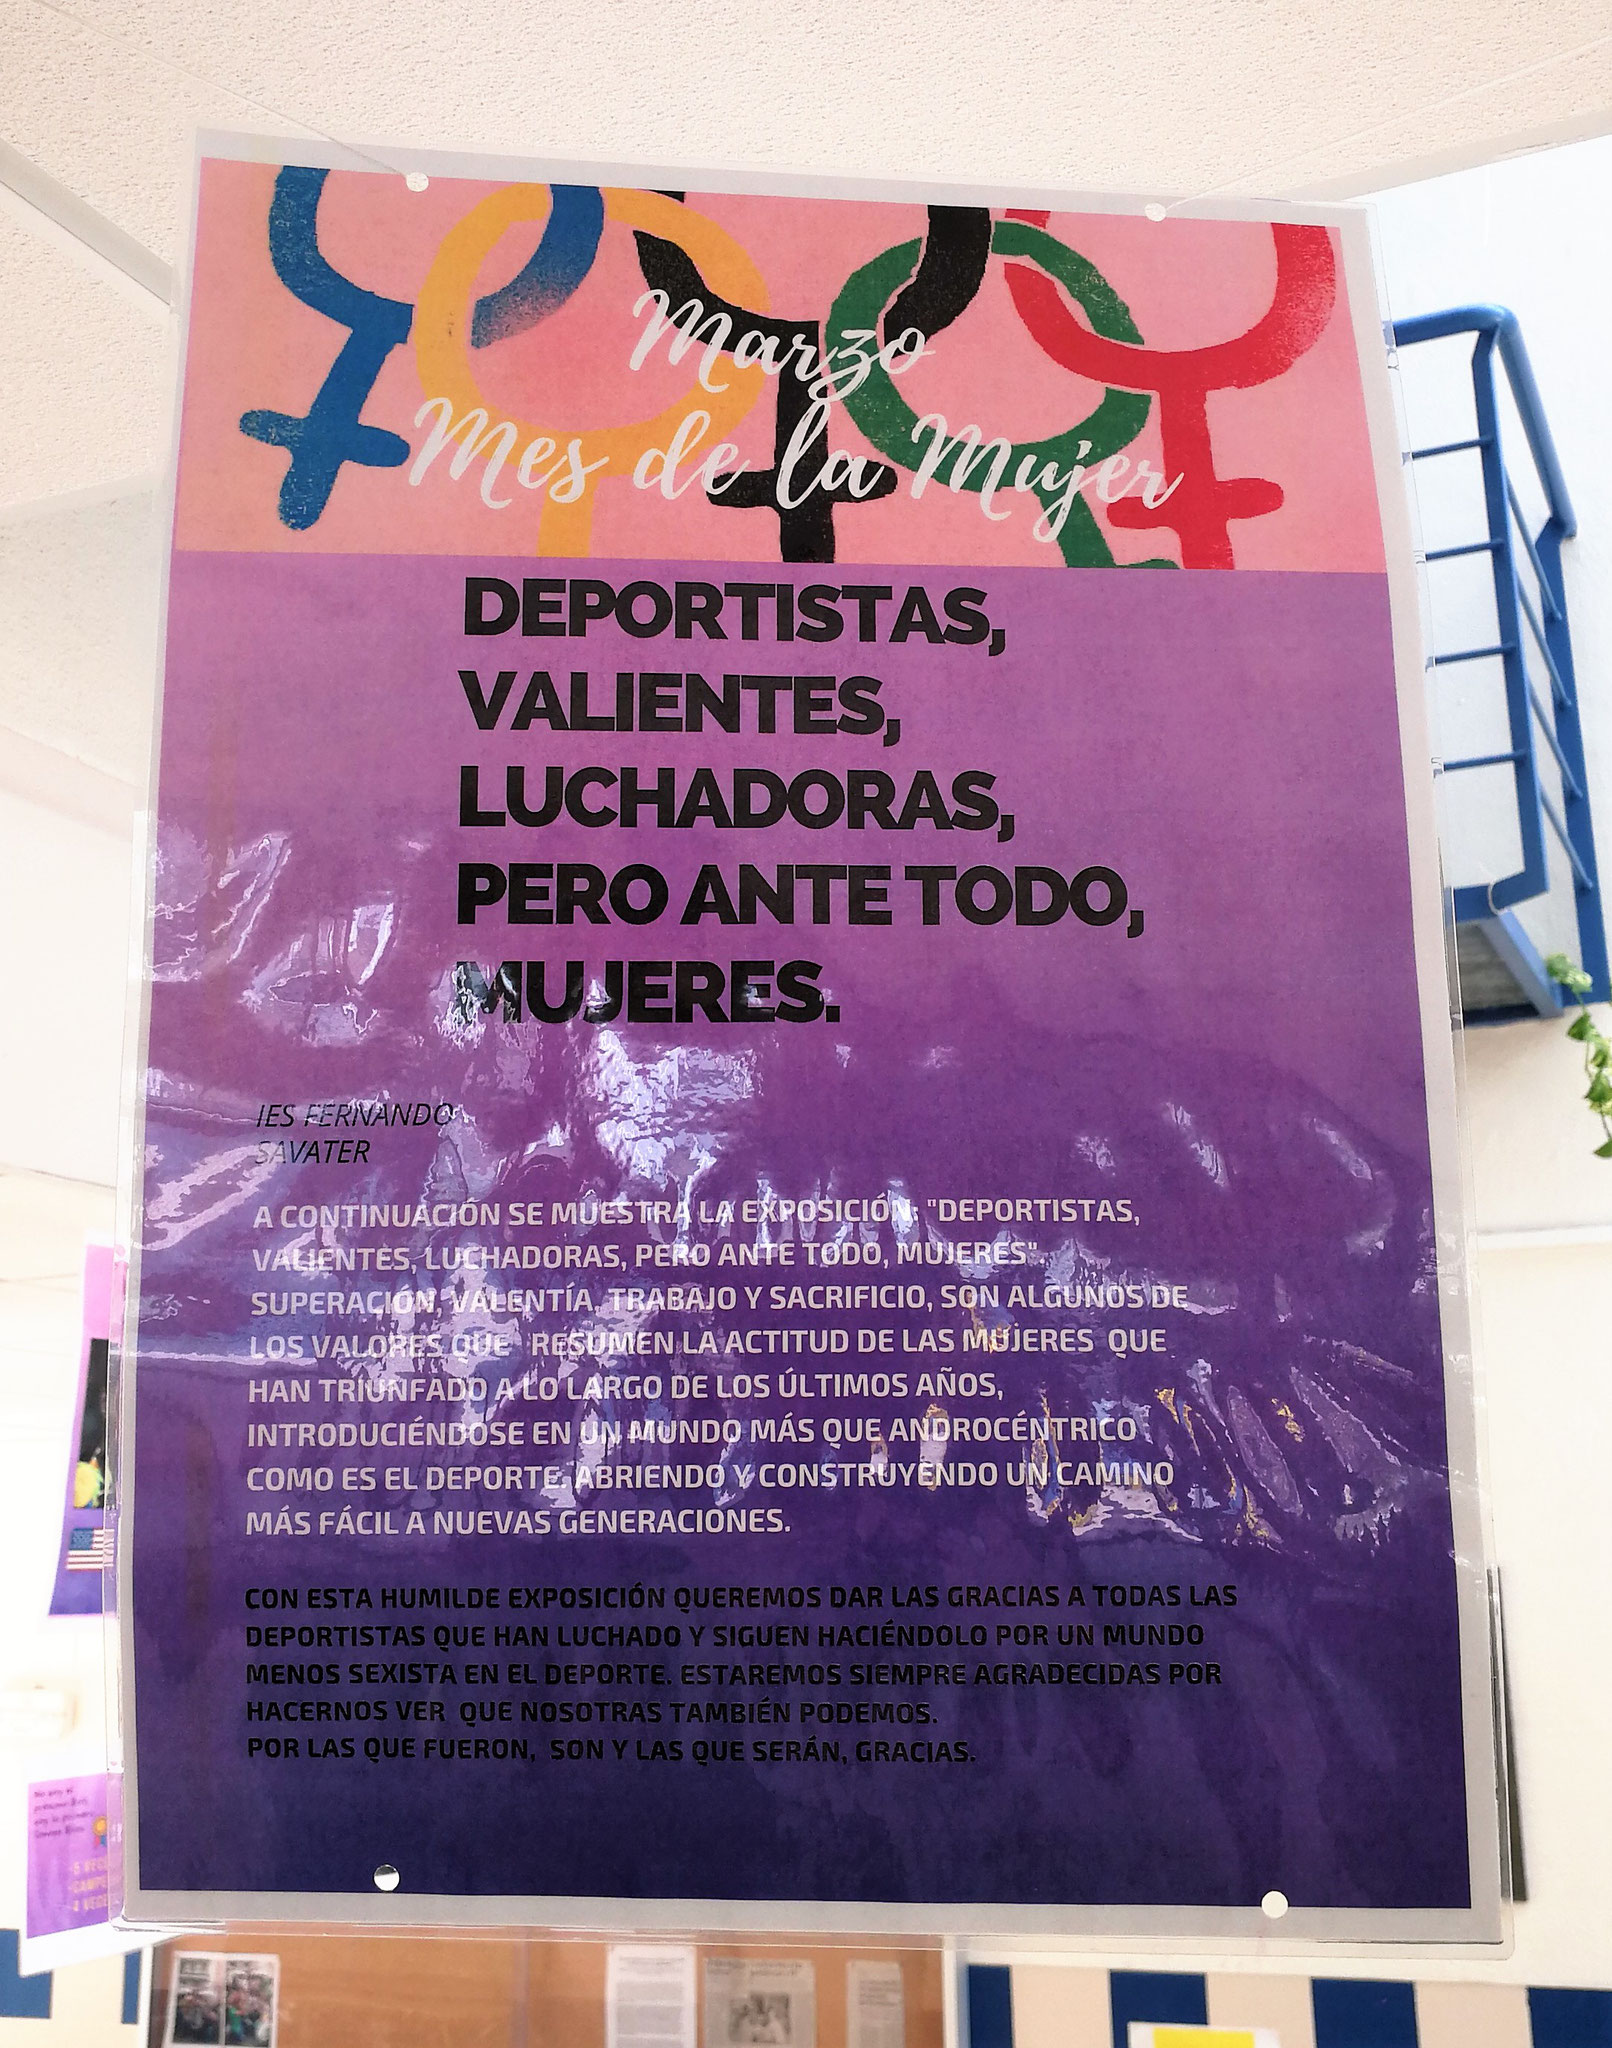 Marzo
Mes de la Mujer
DEPORTISTAS,
VALIENTES,
LUCHADORAS,
PERO ANTE TODO,
MUJERES.
IES FERNANDO
SAVATER
A CONTINUACIÓN SE MUESTRA LA EXPOSICIÓN: "DEPORTISTAS,
VALIENTES, LUCHADORAS, PERO ANTE TODO, MUJERES".
SUPERACIÓN, VALENTÍA, TRABAJO Y SACRIFICIO, SON ALGUNOS DE
LOS VALORES QUE RESUMEN LA ACTITUD DE LAS MUJERES QUE
HAN TRIUNFADO A LO LARGO DE LOS ÚLTIMOS AÑOS,
INTRODUCIÉNDOSE EN UN MUNDO MÁS QUE ANDROCÉNTRICO
COMO ES EL DEPORTE, ABRIENDO Y CONSTRUYENDO UN CAMINO
MÁS FÁCIL A NUEVAS GENERACIONES.
CON ESTA HUMILDE EXPOSICIÓN QUEREMOS DAR LAS GRACIAS A TODAS LAS
DEPORTISTAS QUE HAN LUCHADO Y SIGUEN HACIÉNDOLO POR UN MUNDO
MENOS SEXISTA EN EL DEPORTE. ESTAREMOS SIEMPRE AGRADECIDAS POR
HACERNOS VER QUE NOSOTRAS TAMBIÉN PODEMOS.
POR LAS QUE FUERON, SON Y LAS QUE SERÁN, GRACIAS.